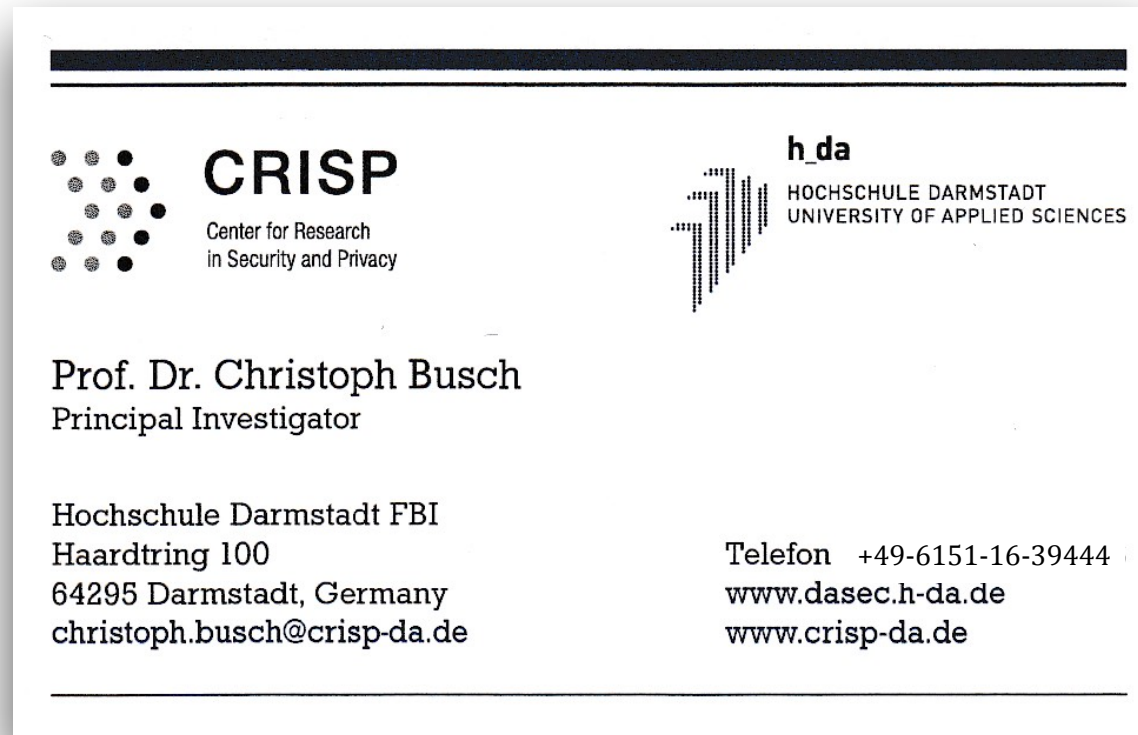 CRISP
Center for Research
in Security and Privacy
h_da
HOCHSCHULE DARMSTADT
UNIVERSITY OF APPLIED SCIENCES
Prof. Dr. Christoph Busch
Principal Investigator
Hochschule Darmstadt FBI
Haardtring 100
64295 Darmstadt, Germany
christoph.busch@crisp-da.de
Telefon +49-6151-16-39444
www.dasec.h-da.de
www.crisp-da.de